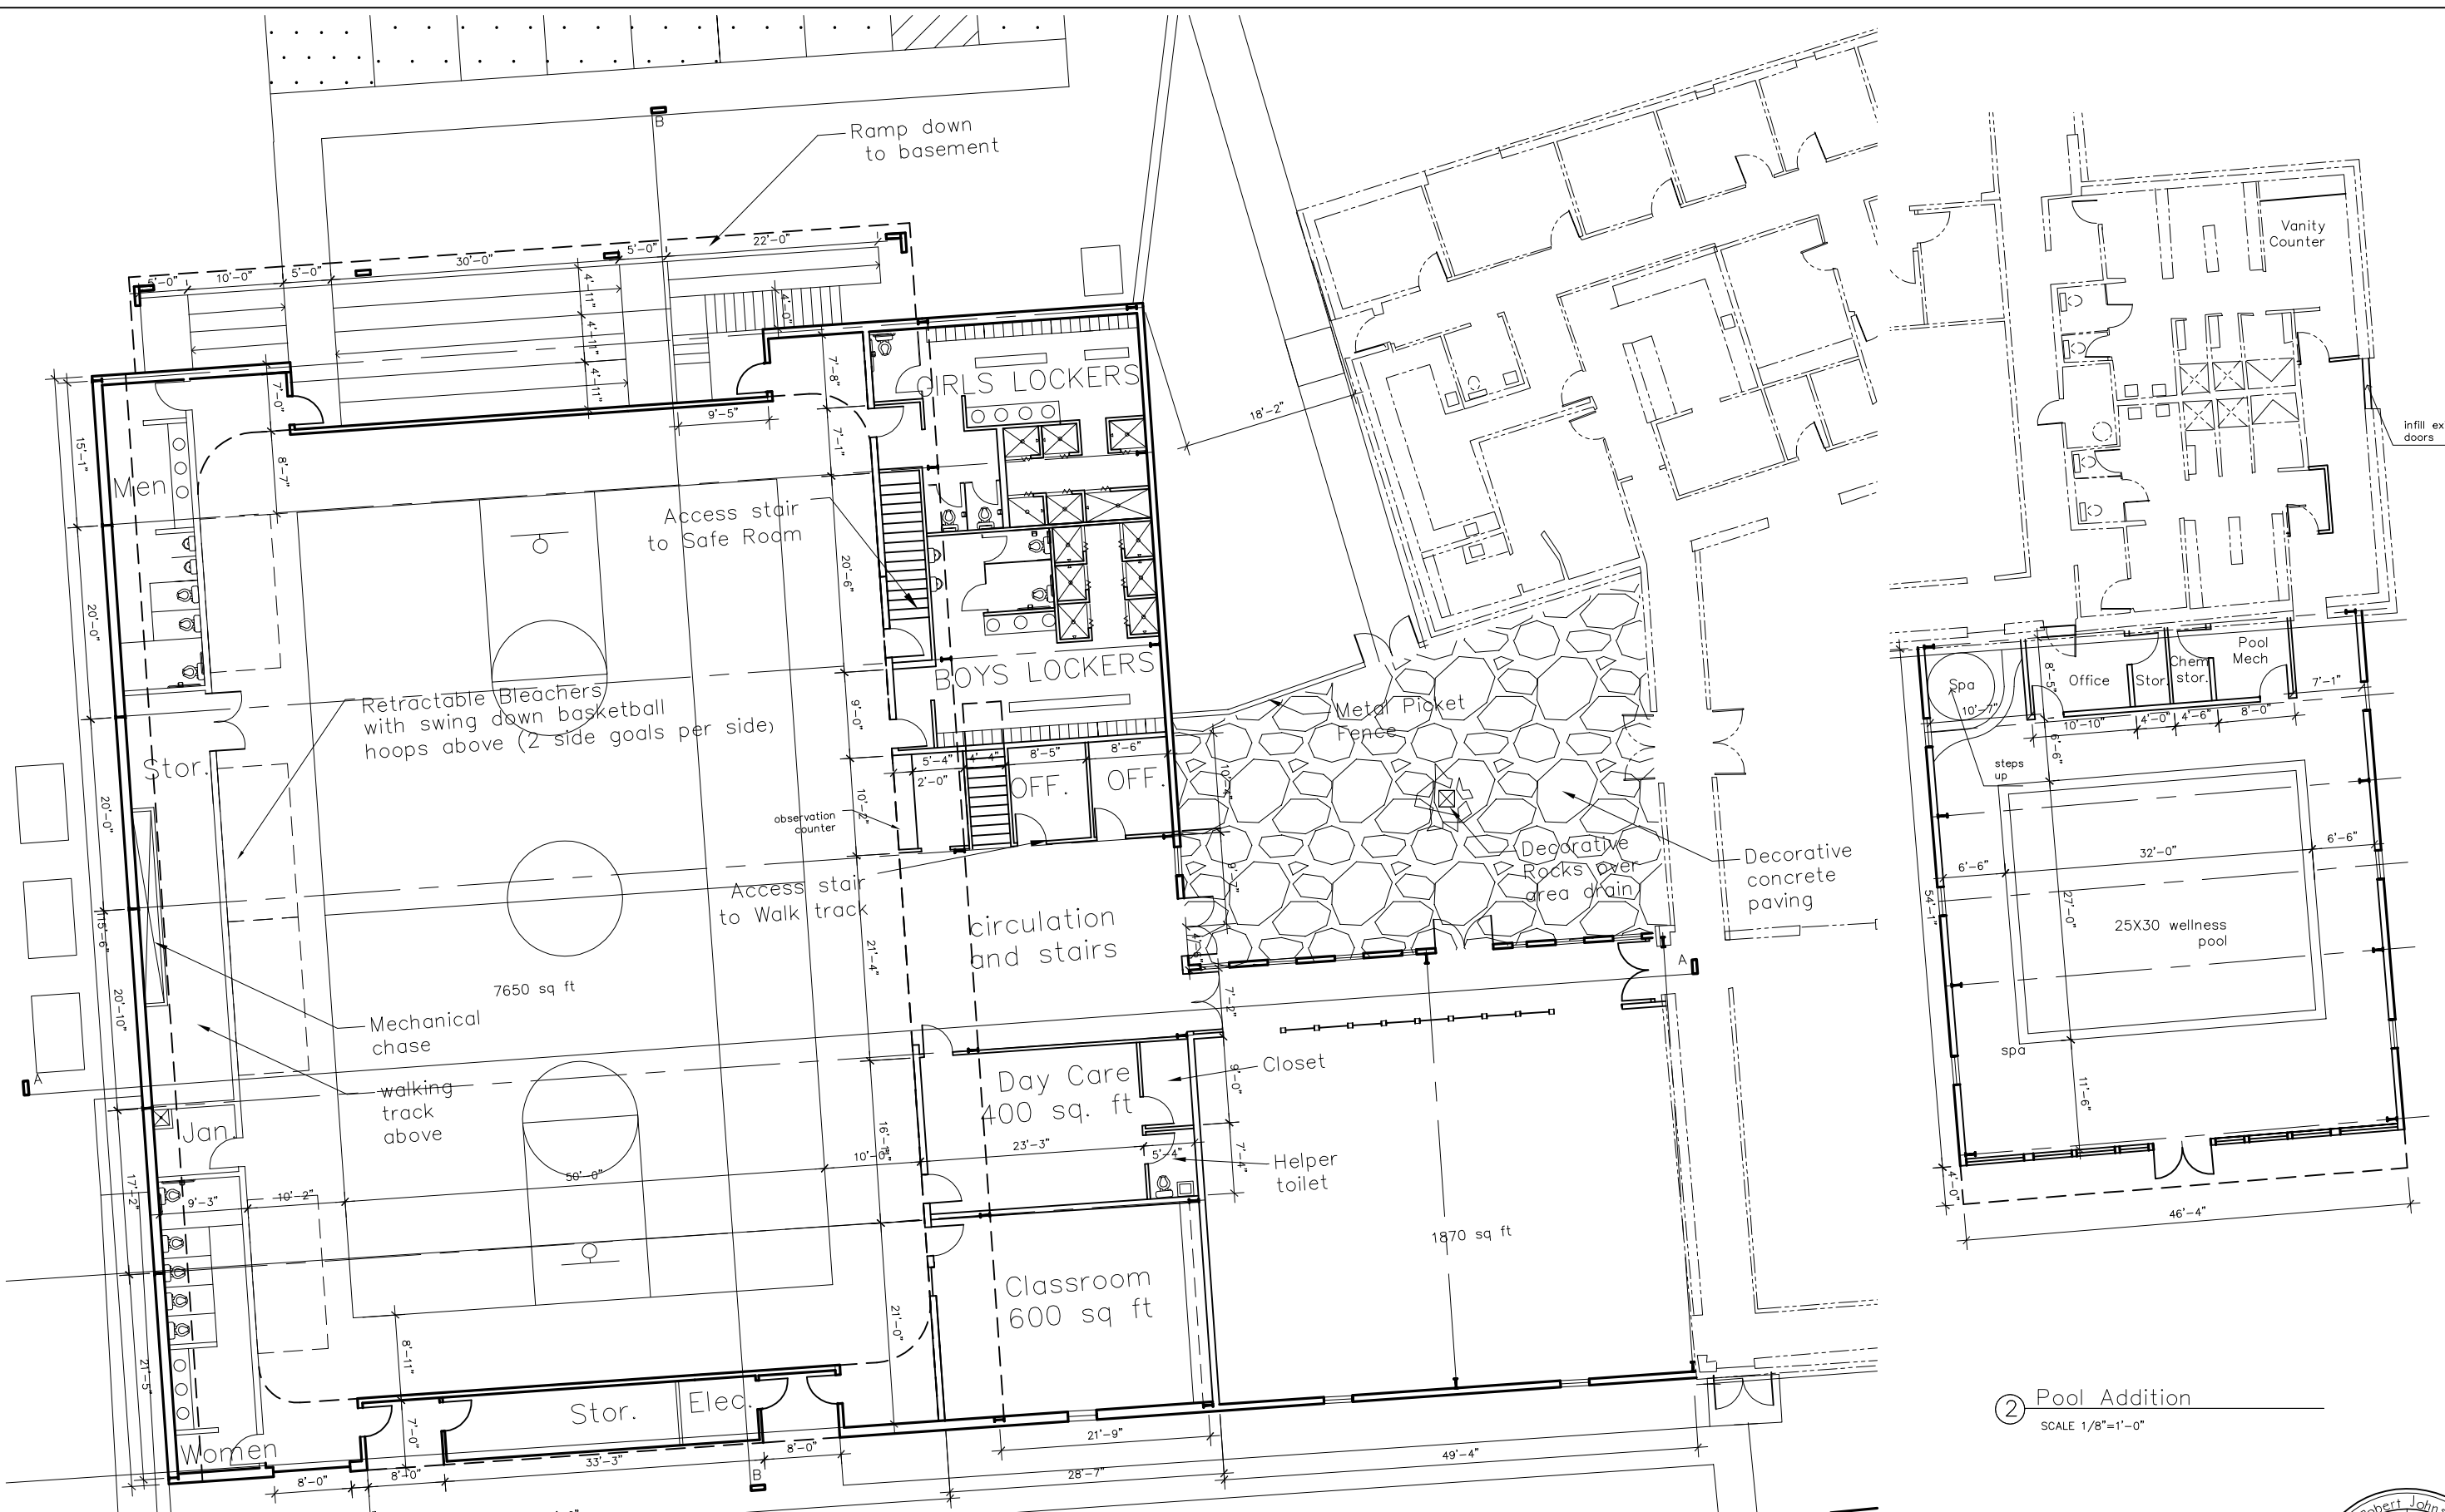 B
Ramp down
to basement
5'-0"
10'-0"
5'-0"
30'-0"
5'-0"
22'-0"
4'-11"
4'-11"
4'-11"
4'-0"
7'-0"
9'-5"
7'-8"
7'-1"
GIRLS LOCKERS
18'-2"
15'-1"
8'-7"
Men
Access stair
to Safe Room
20'-6"
20'-0"
BOYS LOCKERS
Retractable Bleachers
with swing down basketball
hoops above (2 side goals per side)
Metal Picket
Fence
9'-0"
Stor.
5'-4"
4'-4"
8'-5"
8'-6"
2'-0"
OFF.
OFF.
10'-4"
20'-0"
10'-2"
observation
counter
Decorative
Rocks over
area drain
Decorative
concrete
paving
9'-7"
Access stair
to Walk track
circulation
and stairs
115'-6"
21'-4"
4'-6"
A
7650 sq ft
7'-2"
20'-10"
Mechanical
chase
A
walking
track
above
Day Care
400 sq. ft
Closet
9'-0"
Jan.
23'-3"
5'-4"
7'-4"
Helper
toilet
10'-0"
50'-0"
17'-2"
9'-3"
10'-2"
1870 sq ft
Classroom
600 sq ft
21'-0"
8'-11"
21'-5"
7'-0"
Stor.
Elec.
Women
8'-0"
8'-0"
33'-3"
8'-0"
B
21'-9"
28'-7"
49'-4"
Vanity
Counter
infill ex
doors
Spa
Office
Stor.
Chem
stor.
Pool
Mech
8'-5"
7'-1"
10'-7"
10'-10"
4'-0"
4'-6"
8'-0"
6'-6"
steps
up
6'-6"
32'-0"
6'-6"
54'-1"
27'-0"
25X30 wellness
pool
spa
11'-6"
4'-0"
46'-4"
2
Pool Addition
SCALE 1/8"=1'-0"